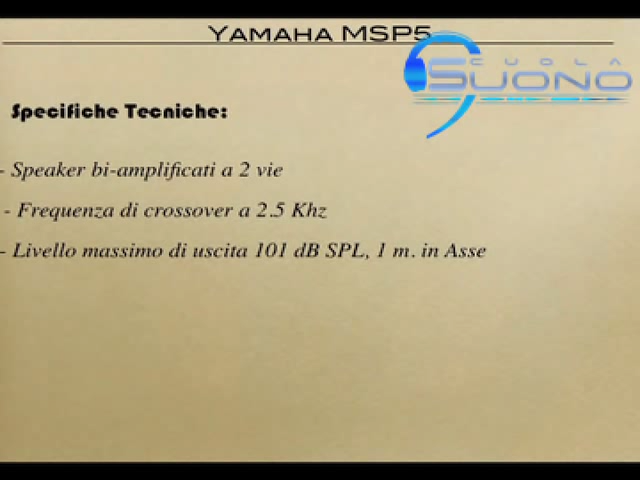 Yamaha MSP5
SCUOLA
SUONO
Specifiche Tecniche:
- Speaker bi-amplificati a 2 vie
- Frequenza di crossover a 2.5 Khz
- Livello massimo di uscita 101 dB SPL, 1 m. in Asse